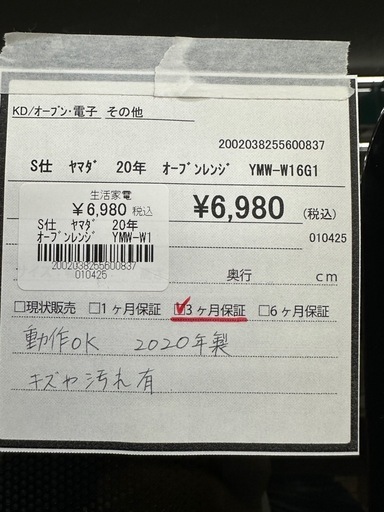 KD/オーブン・電子 その他
2002038255600837
S仕 ヤマダ 20年 オーブンレンジ YMW-W16G1
生活家電
¥6,980 税込
S仕 ヤマダ 20年
オーブンレンジ YMW-W1
2002038255600837
010425
¥6,980 (税込)
010425
奥行 cm
□現状販売 □1ヶ月保証 ☑3ヶ月保証 □6ヶ月保証
動作OK 2020年製
キズや汚れ有